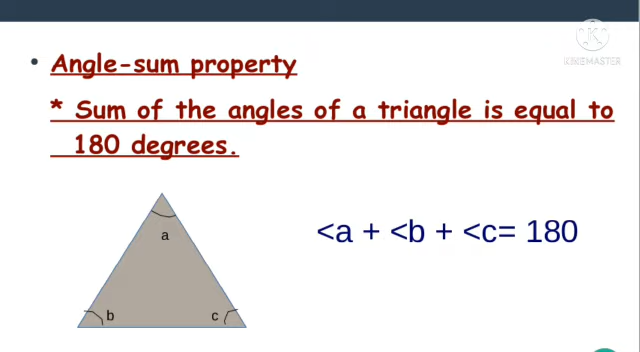 KINEMASTER
• Angle-sum property
* Sum of the angles of a triangle is equal to
180 degrees.
<a + <b + <c= 180
a
b c